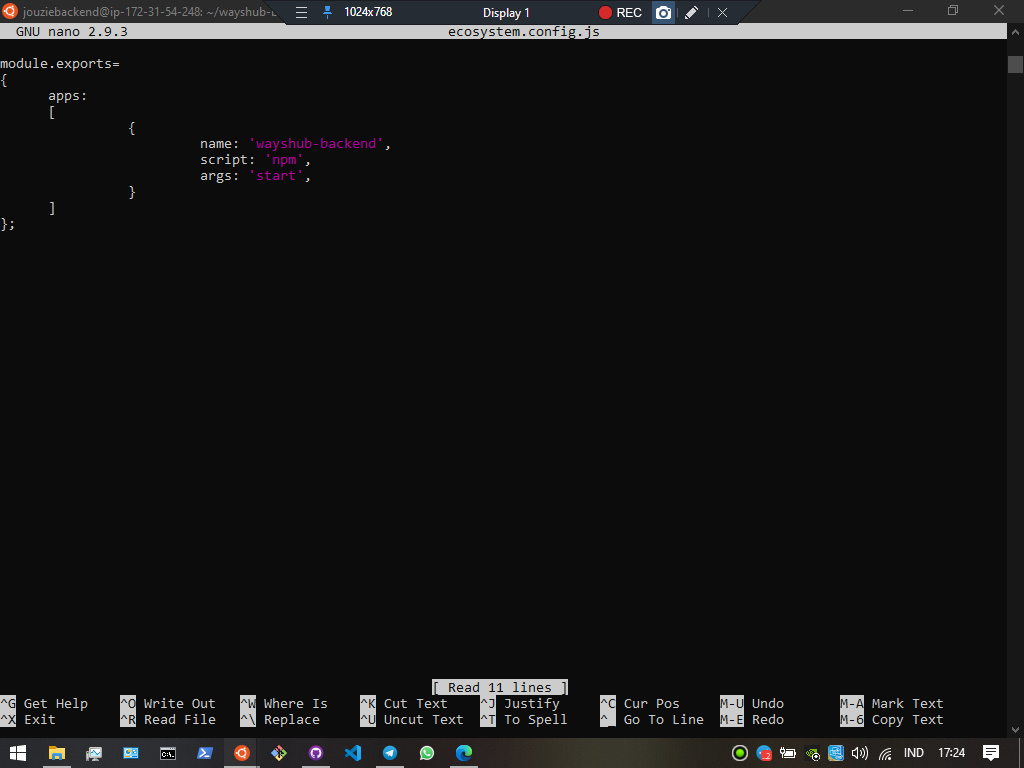 jouziebackend@ip-172-31-54-248: ~/wayshub-
1024x768
Display 1
REC
GNU nano 2.9.3 ecosystem.config.js
module.exports=
{
apps:
[
{
name: 'wayshub-backend',
script: 'npm',
args: 'start',
}
]
};
[ Read 11 lines ]
^G Get Help ^O Write Out ^W Where Is ^K Cut Text ^J Justify ^C Cur Pos M-U Undo M-A Mark Text
^X Exit ^R Read File ^\ Replace ^U Uncut Text ^T To Spell ^_ Go To Line M-E Redo M-6 Copy Text
IND 17:24